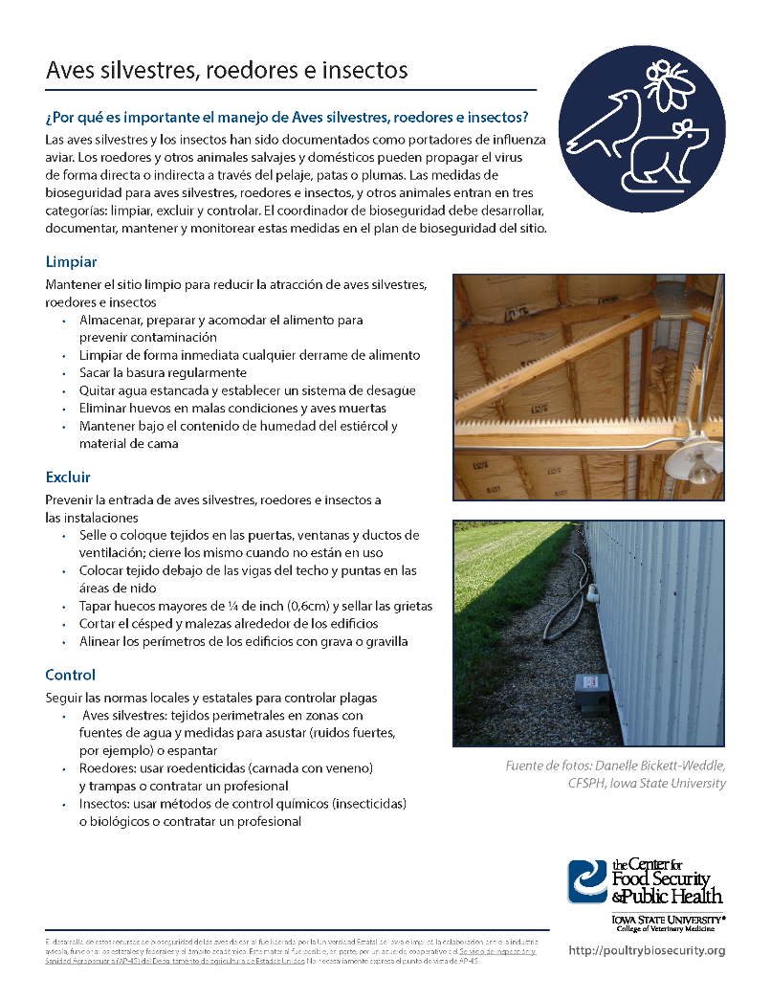 Aves silvestres, roedores e insectos
¿Por qué es importante el manejo de Aves silvestres, roedores e insectos?
Las aves silvestres y los insectos han sido documentados como portadores de influenza
aviar. Los roedores y otros animales salvajes y domésticos pueden propagar el virus
de forma directa o indirecta a través del pelaje, patas o plumas. Las medidas de
bioseguridad para aves silvestres, roedores e insectos, y otros animales entran en tres
categorías: limpiar, excluir y controlar. El coordinador de bioseguridad debe desarrollar,
documentar, mantener y monitorear estas medidas en el plan de bioseguridad del sitio.
Limpiar
Mantener el sitio limpio para reducir la atracción de aves silvestres,
roedores e insectos
• Almacenar, preparar y acomodar el alimento para
prevenir contaminación
• Limpiar de forma inmediata cualquier derrame de alimento
• Sacar la basura regularmente
• Quitar agua estancada y establecer un sistema de desagüe
• Eliminar huevos en malas condiciones y aves muertas
• Mantener bajo el contenido de humedad del estiércol y
material de cama
Excluir
Prevenir la entrada de aves silvestres, roedores e insectos a
las instalaciones
• Selle o coloque tejidos en las puertas, ventanas y ductos de
ventilación; cierre los mismo cuando no están en uso
• Colocar tejido debajo de las vigas del techo y puntas en las
áreas de nido
• Tapar huecos mayores de ¼ de inch (0,6cm) y sellar las grietas
• Cortar el césped y malezas alrededor de los edificios
• Alinear los perímetros de los edificios con grava o gravilla
Control
Seguir las normas locales y estatales para controlar plagas
• Aves silvestres: tejidos perimetrales en zonas con
fuentes de agua y medidas para asustar (ruidos fuertes,
por ejemplo) o espantar
• Roedores: usar roedenticidas (carnada con veneno)
y trampas o contratar un profesional
• Insectos: usar métodos de control químicos (insecticidas)
o biológicos o contratar un profesional
Fuente de fotos: Danelle Bickett-Weddle,
CFSPH, Iowa State University
the Center for
Food Security
&Public Health
IOWA STATE UNIVERSITY®
College of Veterinary Medicine
El desarrollo de estos recursos de bioseguridad de las aves de corral fue liderado por la Universidad Estatal de Iowa e implicó la colaboración entre la industria
avícola, funcionarios estatales y federales y el ámbito académico. Este material fue posible, en parte, por un acuerdo cooperativo del Servicio de Inspección y
Sanidad Agropecuaria (APHIS) del Departamento de agricultura de Estados Unidos. No necesariamente expresa el punto de vista de APHIS.
http://poultrybiosecurity.org